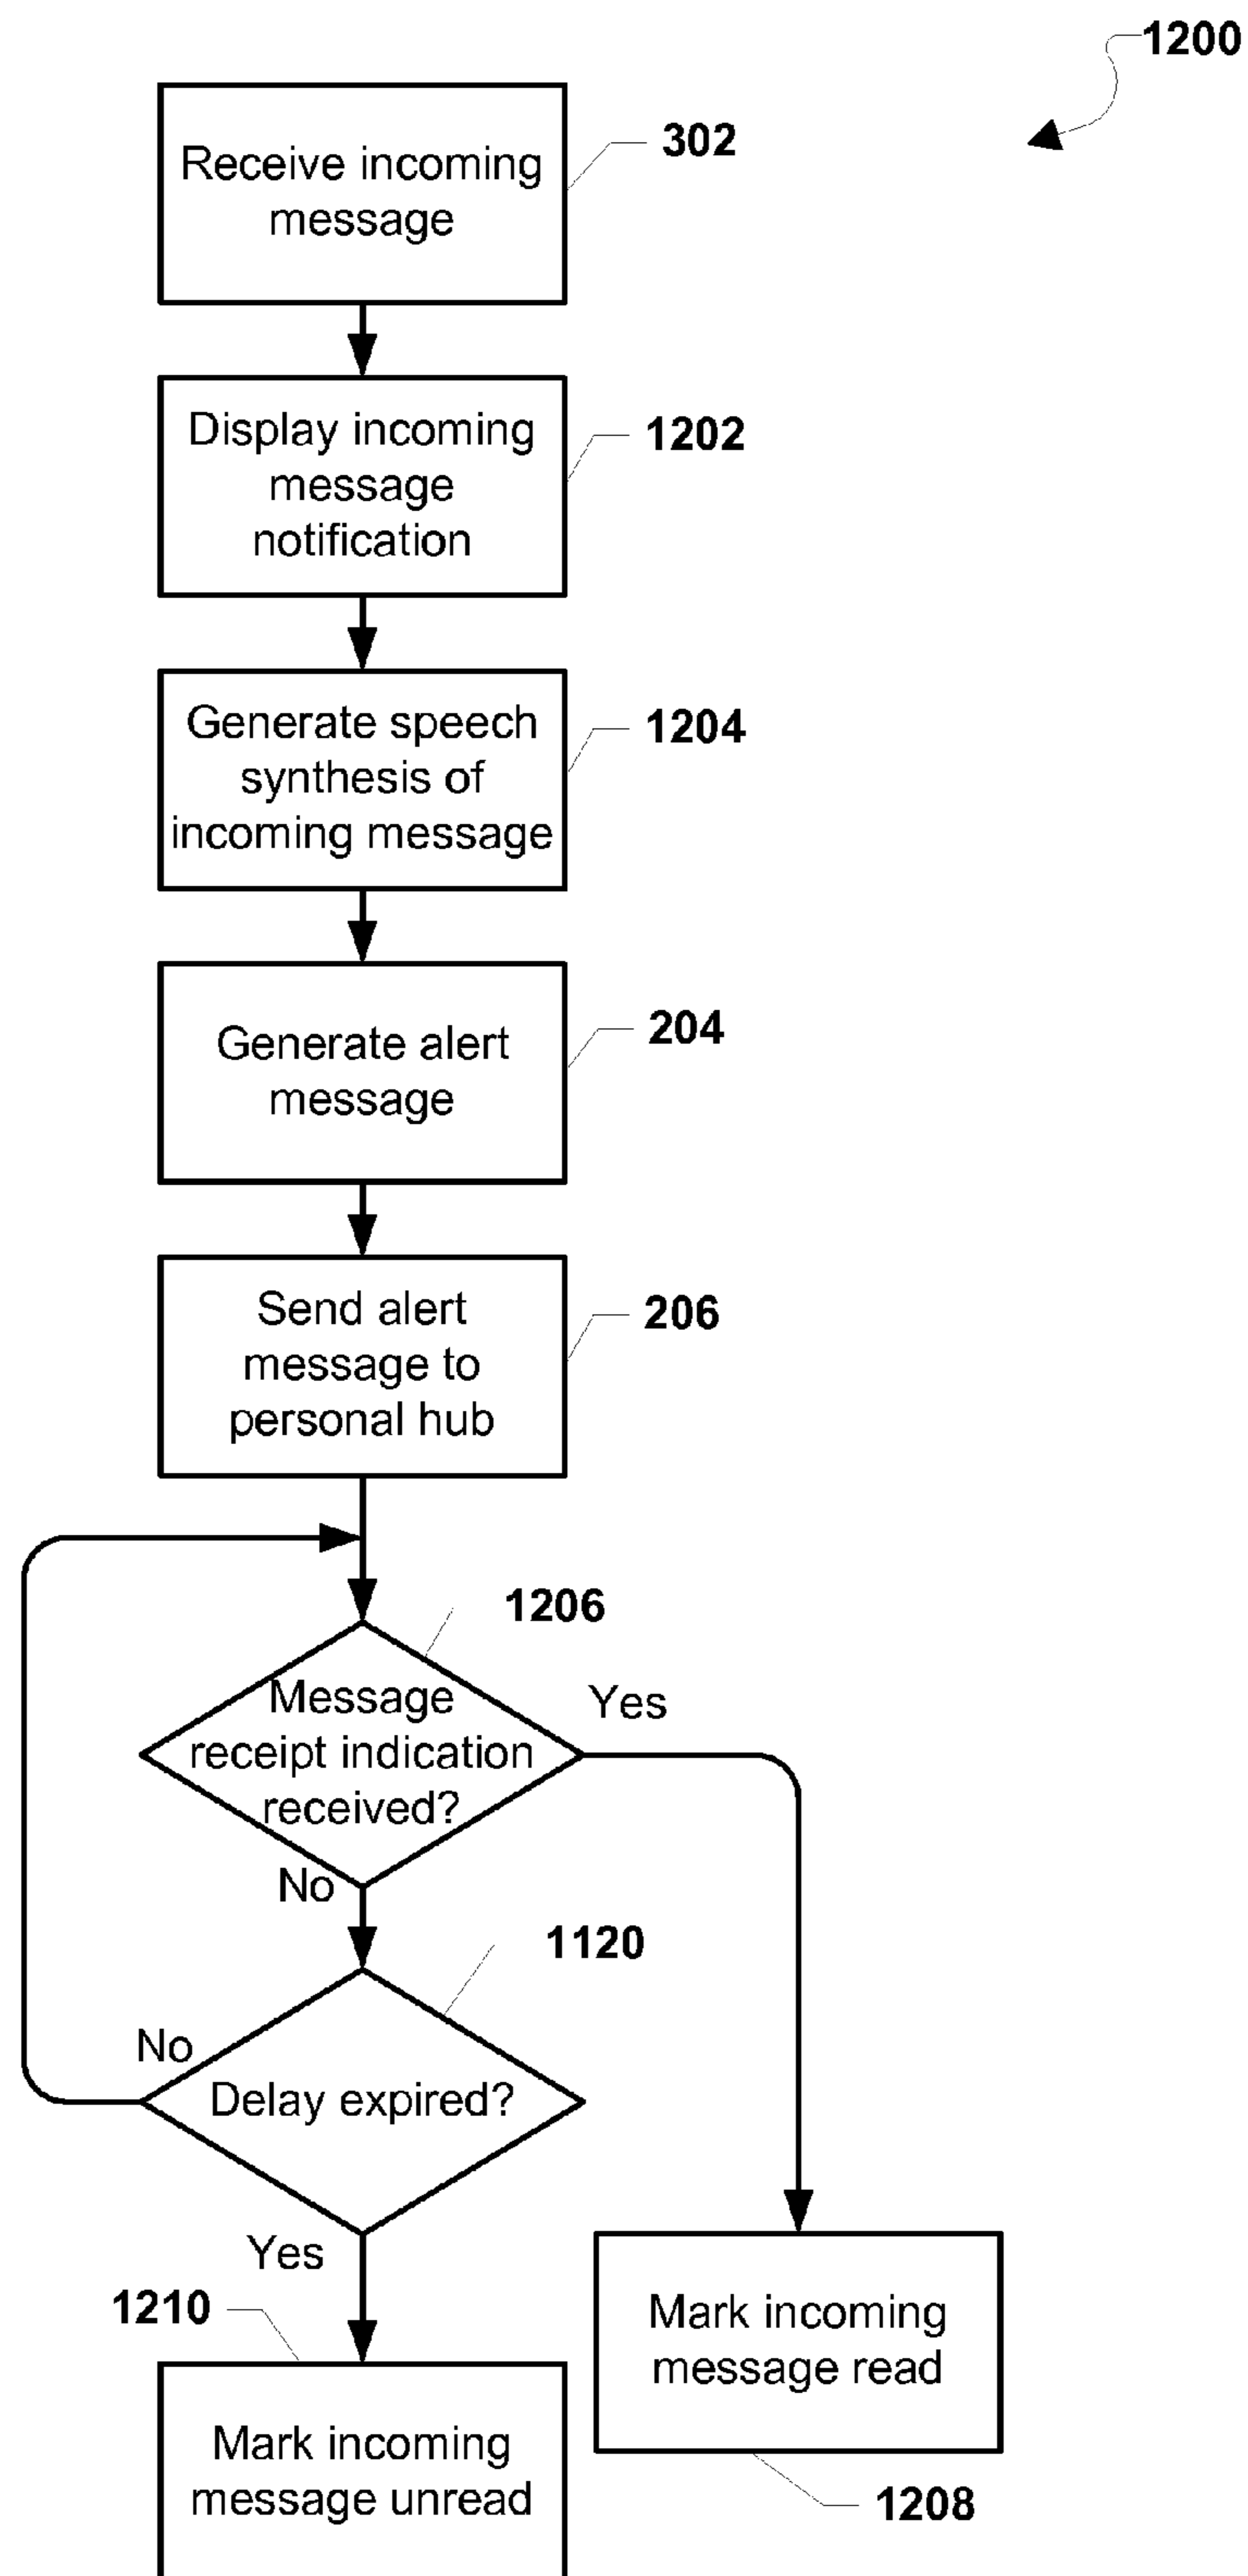 1200
Receive incoming
message
302
Display incoming
message
notification
1202
Generate speech
synthesis of
incoming message
1204
Generate alert
message
204
Send alert
message to
personal hub
206
1206
Message
receipt indication
received?
Yes
No
1120
No
Delay expired?
Yes
1210
Mark incoming
message read
Mark incoming
message unread
1208